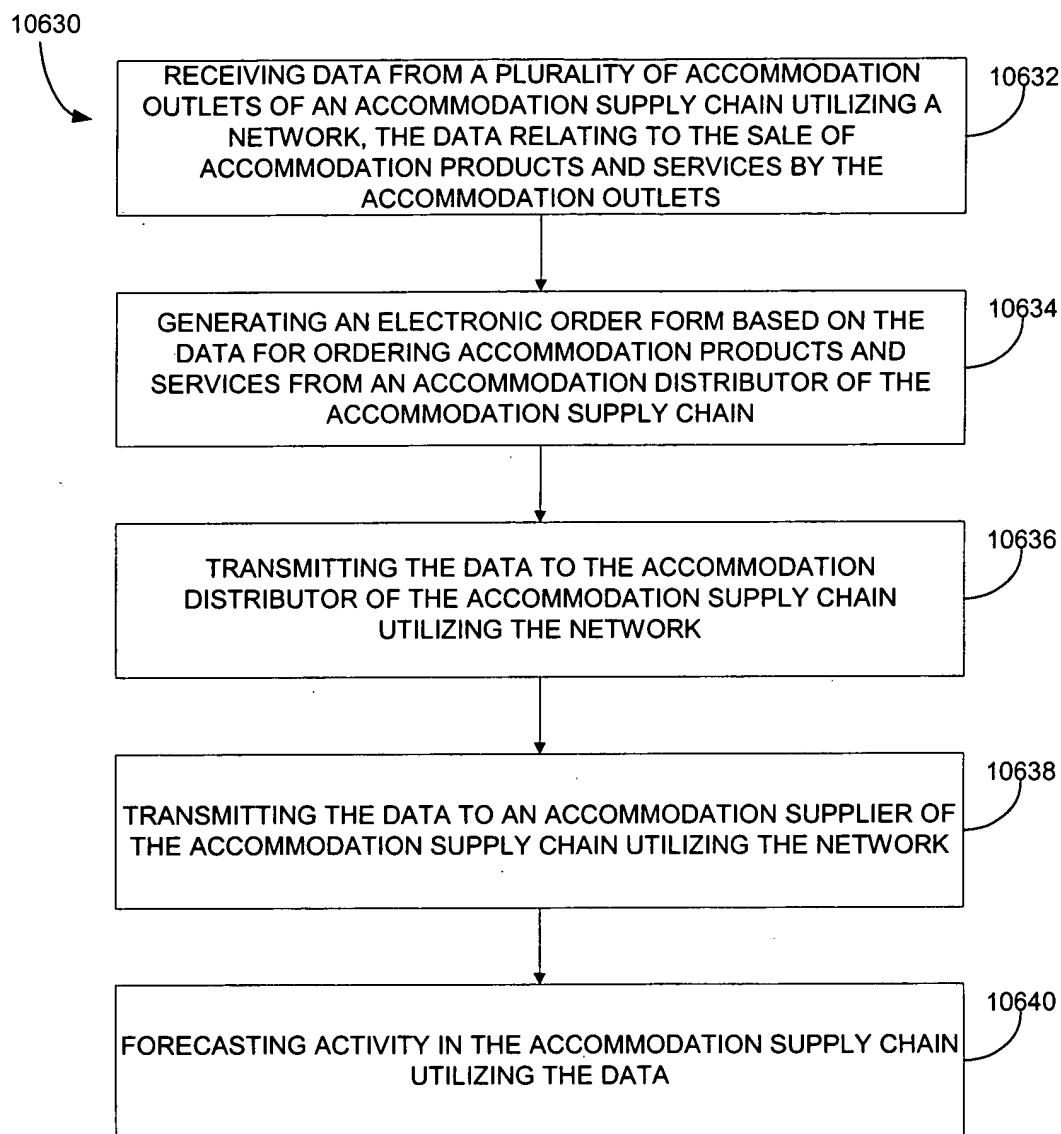 10630
RECEIVING DATA FROM A PLURALITY OF ACCOMMODATION
OUTLETS OF AN ACCOMMODATION SUPPLY CHAIN UTILIZING A
NETWORK, THE DATA RELATING TO THE SALE OF
ACCOMMODATION PRODUCTS AND SERVICES BY THE
ACCOMMODATION OUTLETS
10632
GENERATING AN ELECTRONIC ORDER FORM BASED ON THE
DATA FOR ORDERING ACCOMMODATION PRODUCTS AND
SERVICES FROM AN ACCOMMODATION DISTRIBUTOR OF THE
ACCOMMODATION SUPPLY CHAIN
10634
TRANSMITTING THE DATA TO THE ACCOMMODATION
DISTRIBUTOR OF THE ACCOMMODATION SUPPLY CHAIN
UTILIZING THE NETWORK
10636
TRANSMITTING THE DATA TO AN ACCOMMODATION SUPPLIER OF
THE ACCOMMODATION SUPPLY CHAIN UTILIZING THE NETWORK
10638
FORECASTING ACTIVITY IN THE ACCOMMODATION SUPPLY CHAIN
UTILIZING THE DATA
10640